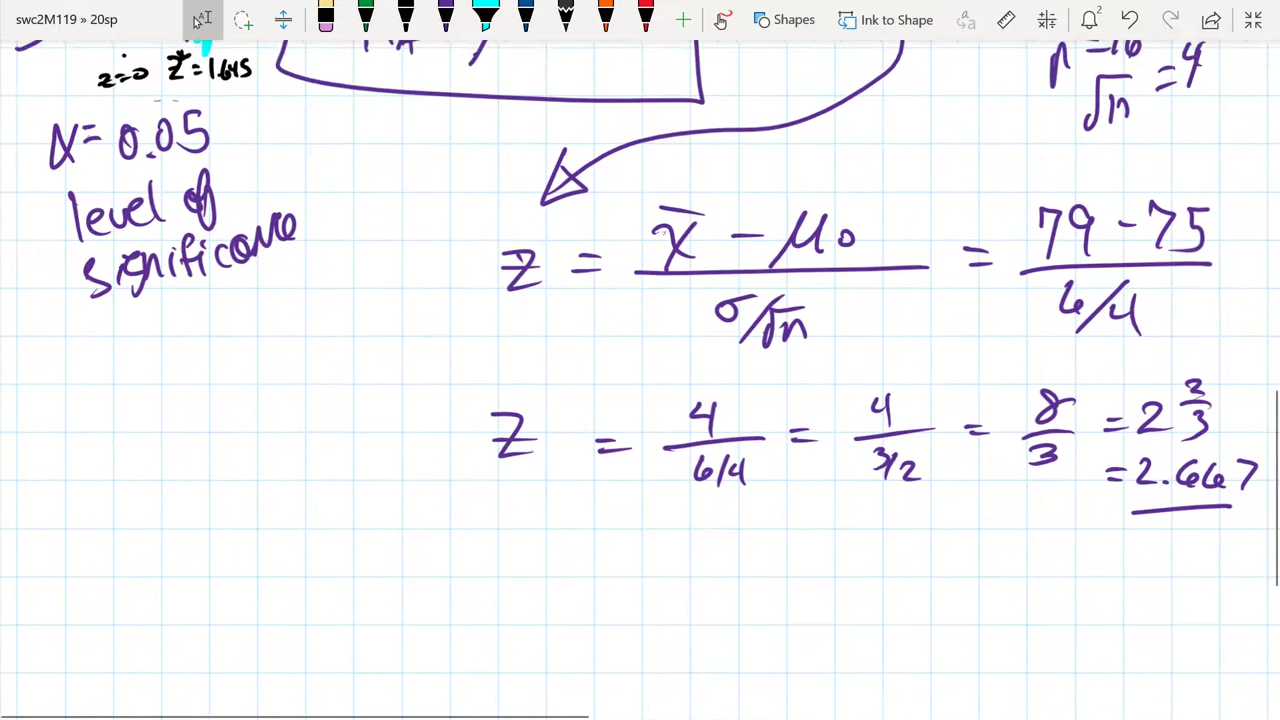 swc2M119 » 20sp
Shapes
Ink to Shape
2
z=0 z*=1.645
n=16
√n =4
α= 0.05
level of
significance
z = x̄ - μ0 / σ/√n = 79-75 / 6/4
Z = 4 / 6/4 = 4 / 3/2 = 8/3 = 2 2/3
= 2.667